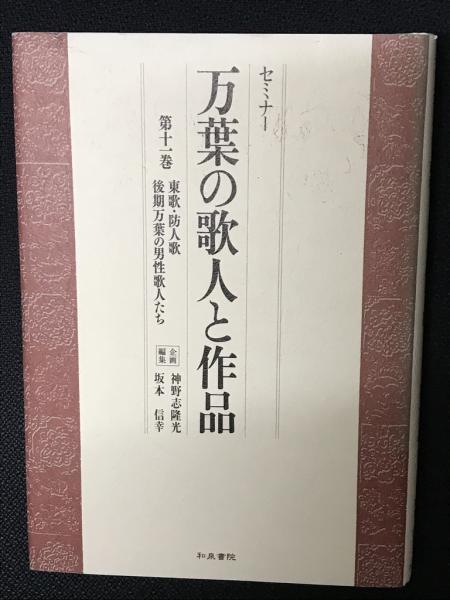 セミナー
万葉の歌人と作品
第十一巻
東歌・防人歌
後期万葉の男性歌人たち
企画
編集
神野志隆光
坂本 信幸
和泉書院